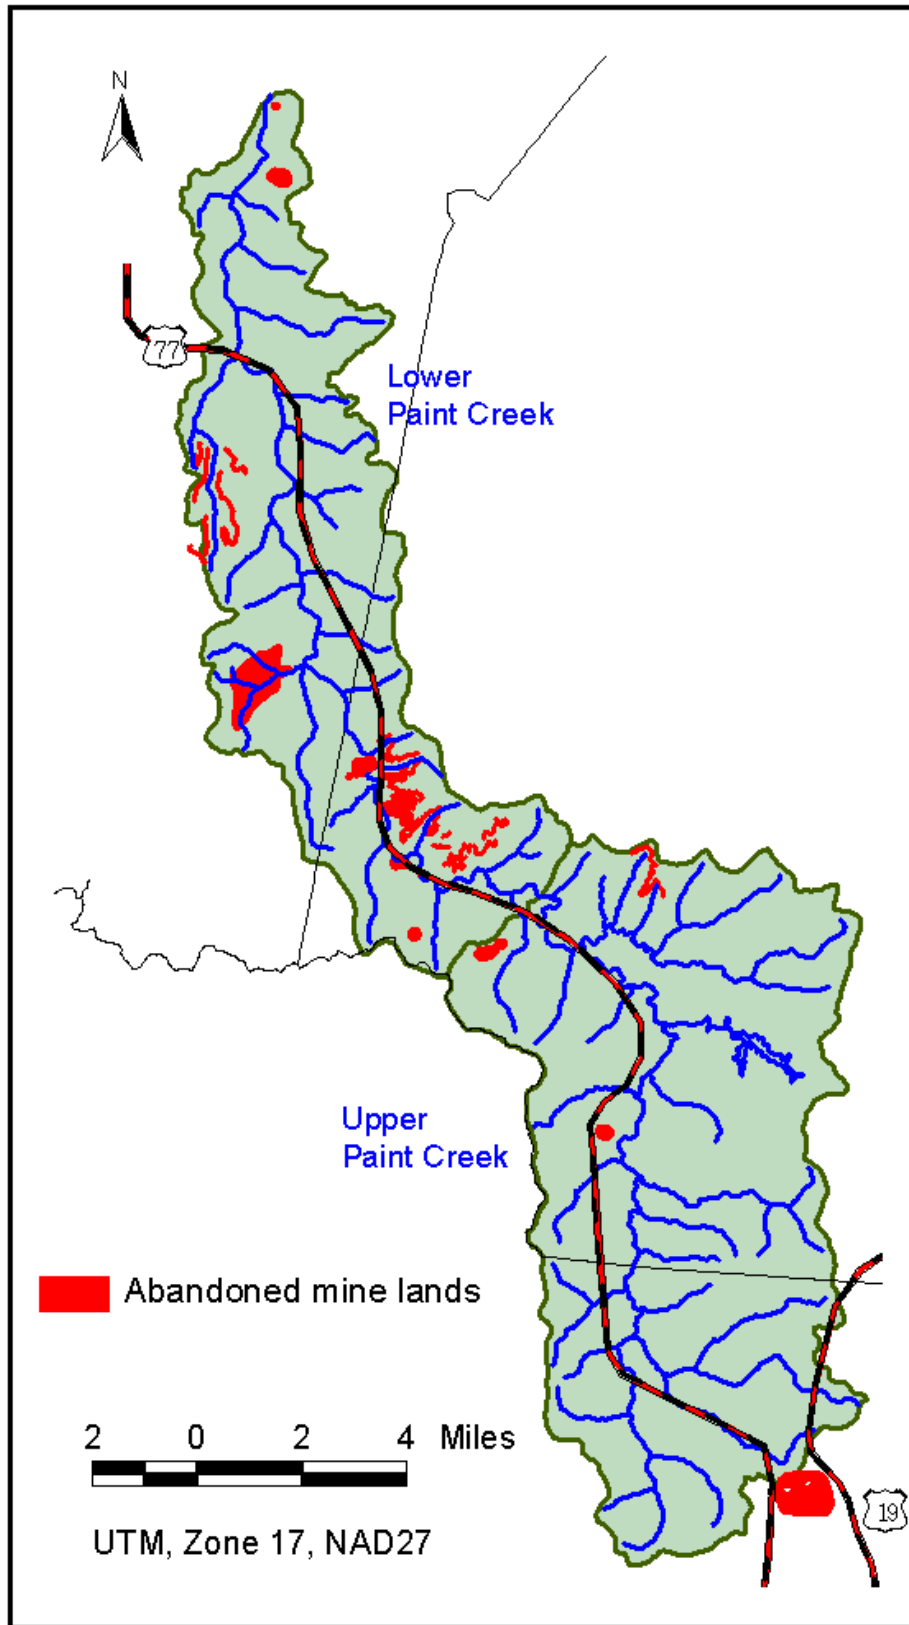 N
77
Lower
Paint Creek
Upper
Paint Creek
Abandoned mine lands
2 0 2 4 Miles
19
UTM, Zone 17, NAD27